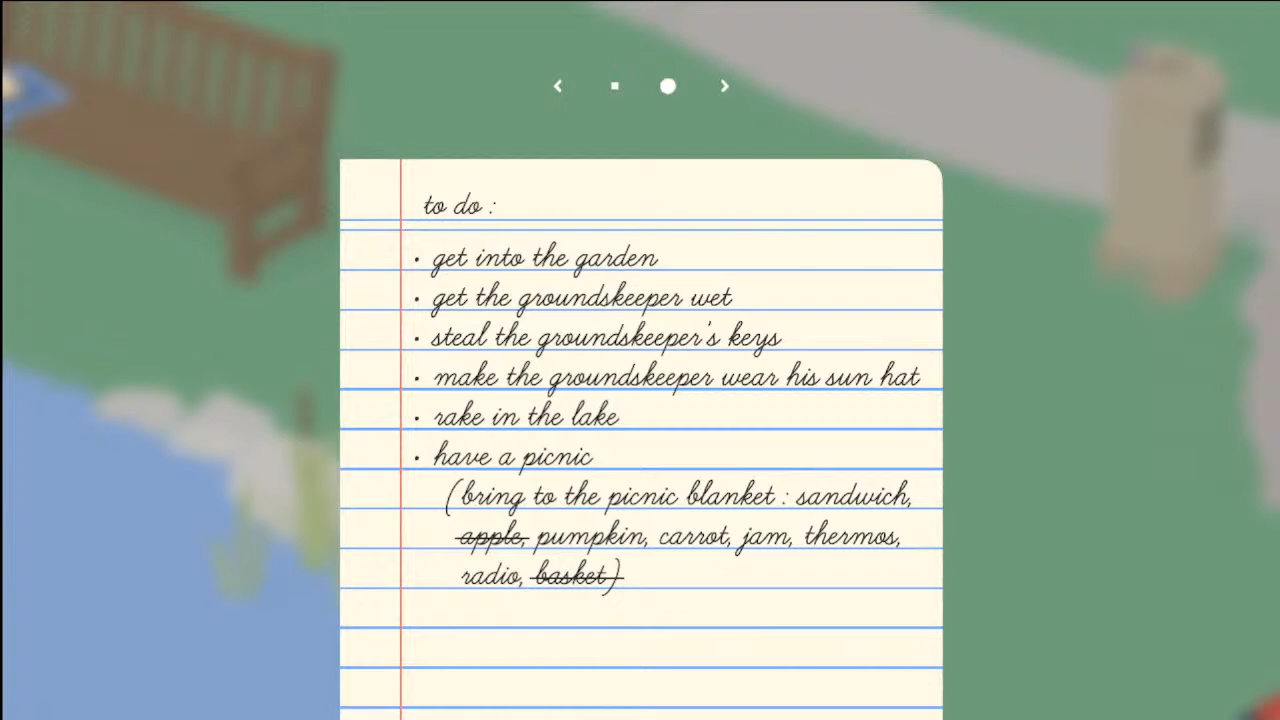 to do :
• get into the garden
• get the groundskeeper wet
• steal the groundskeeper's keys
• make the groundskeeper wear his sun hat
• rake in the lake
• have a picnic
(bring to the picnic blanket : sandwich,
apple, pumpkin, carrot, jam, thermos,
radio, basket)